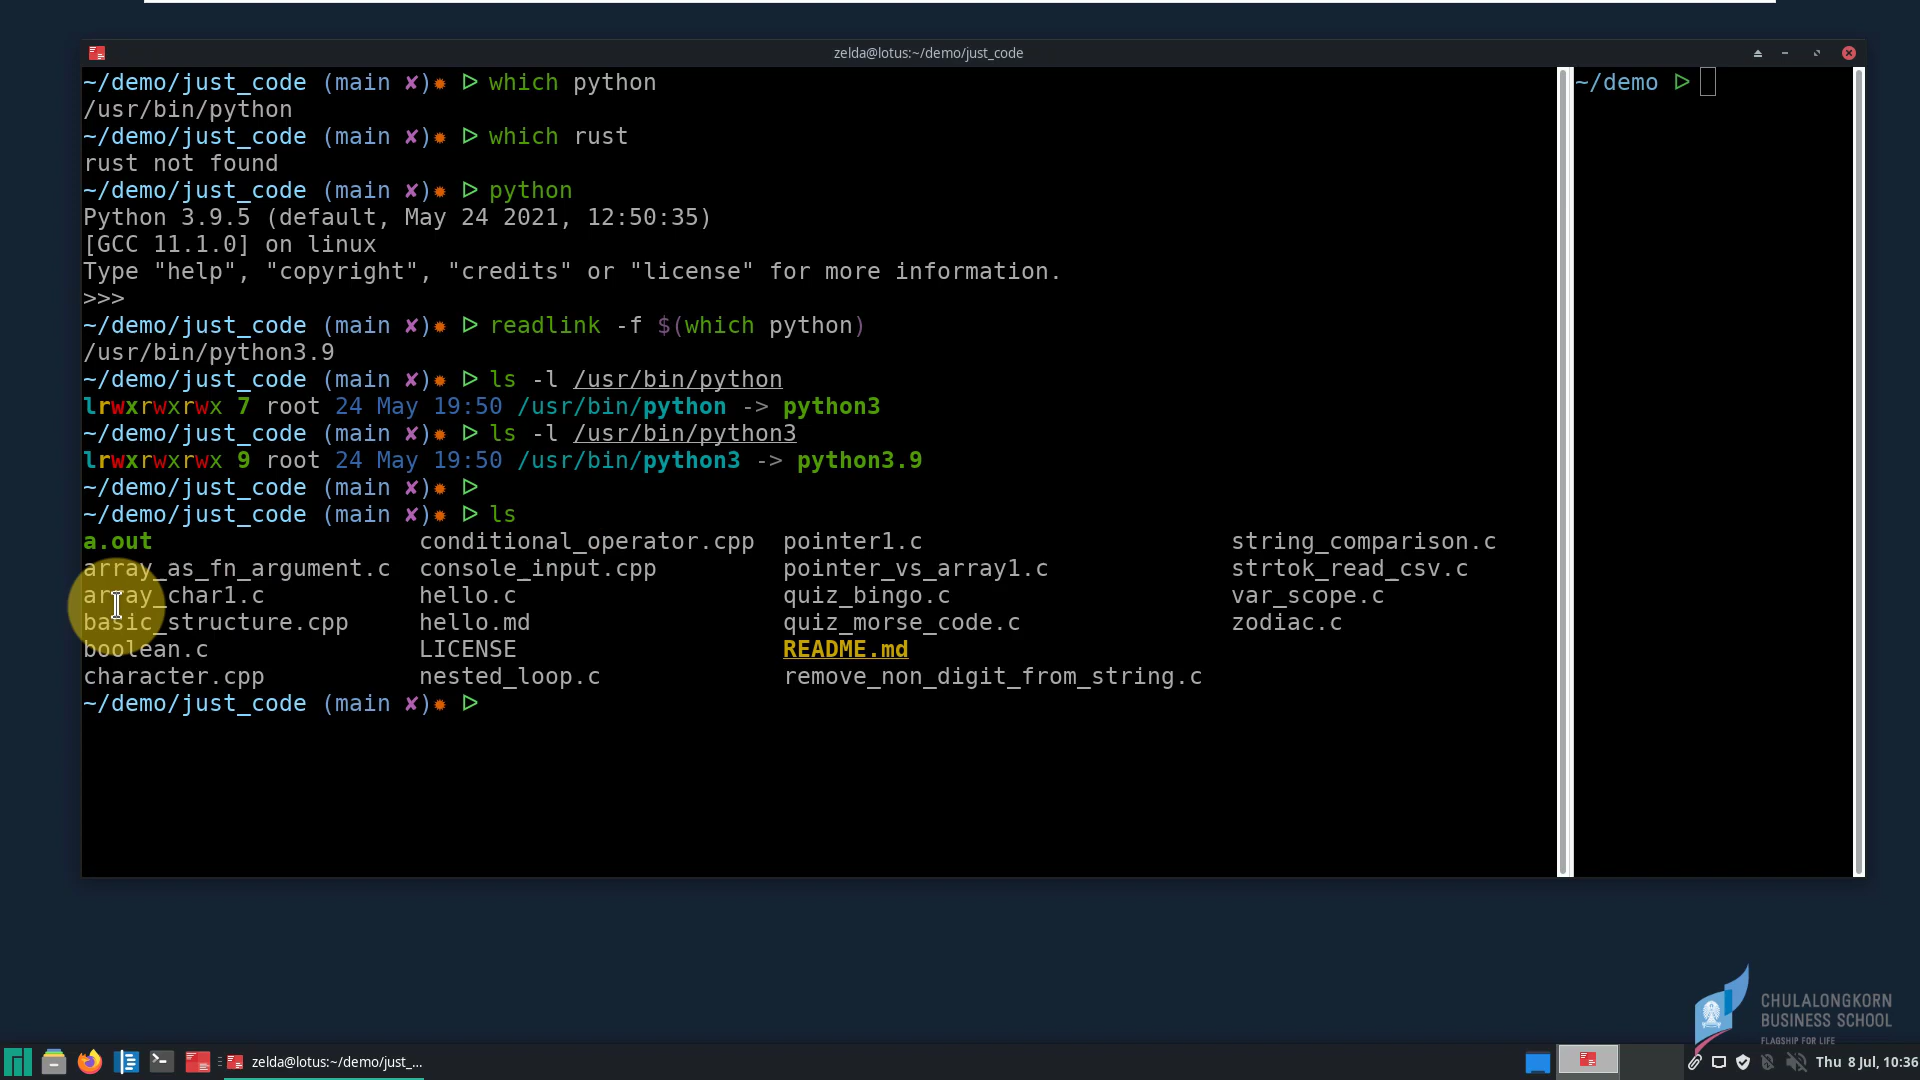 zelda@lotus:~/demo/just_code
~/demo/just_code (main ✘)✹ ▷ which python
/usr/bin/python
~/demo/just_code (main ✘)✹ ▷ which rust
rust not found
~/demo/just_code (main ✘)✹ ▷ python
Python 3.9.5 (default, May 24 2021, 12:50:35)
[GCC 11.1.0] on linux
Type "help", "copyright", "credits" or "license" for more information.
>>>
~/demo/just_code (main ✘)✹ ▷ readlink -f $(which python)
/usr/bin/python3.9
~/demo/just_code (main ✘)✹ ▷ ls -l /usr/bin/python
lrwxrwxrwx 7 root 24 May 19:50 /usr/bin/python -> python3
~/demo/just_code (main ✘)✹ ▷ ls -l /usr/bin/python3
lrwxrwxrwx 9 root 24 May 19:50 /usr/bin/python3 -> python3.9
~/demo/just_code (main ✘)✹ ▷
~/demo/just_code (main ✘)✹ ▷ ls
a.out conditional_operator.cpp pointer1.c string_comparison.c
array_as_fn_argument.c console_input.cpp pointer_vs_array1.c strtok_read_csv.c
array_char1.c hello.c quiz_bingo.c var_scope.c
basic_structure.cpp hello.md quiz_morse_code.c zodiac.c
boolean.c LICENSE README.md
character.cpp nested_loop.c remove_non_digit_from_string.c
~/demo/just_code (main ✘)✹ ▷
~/demo ▷
CHULALONGKORN
BUSINESS SCHOOL
FLAGSHIP FOR LIFE
zelda@lotus:~/demo/just_...
Thu 8 Jul, 10:36